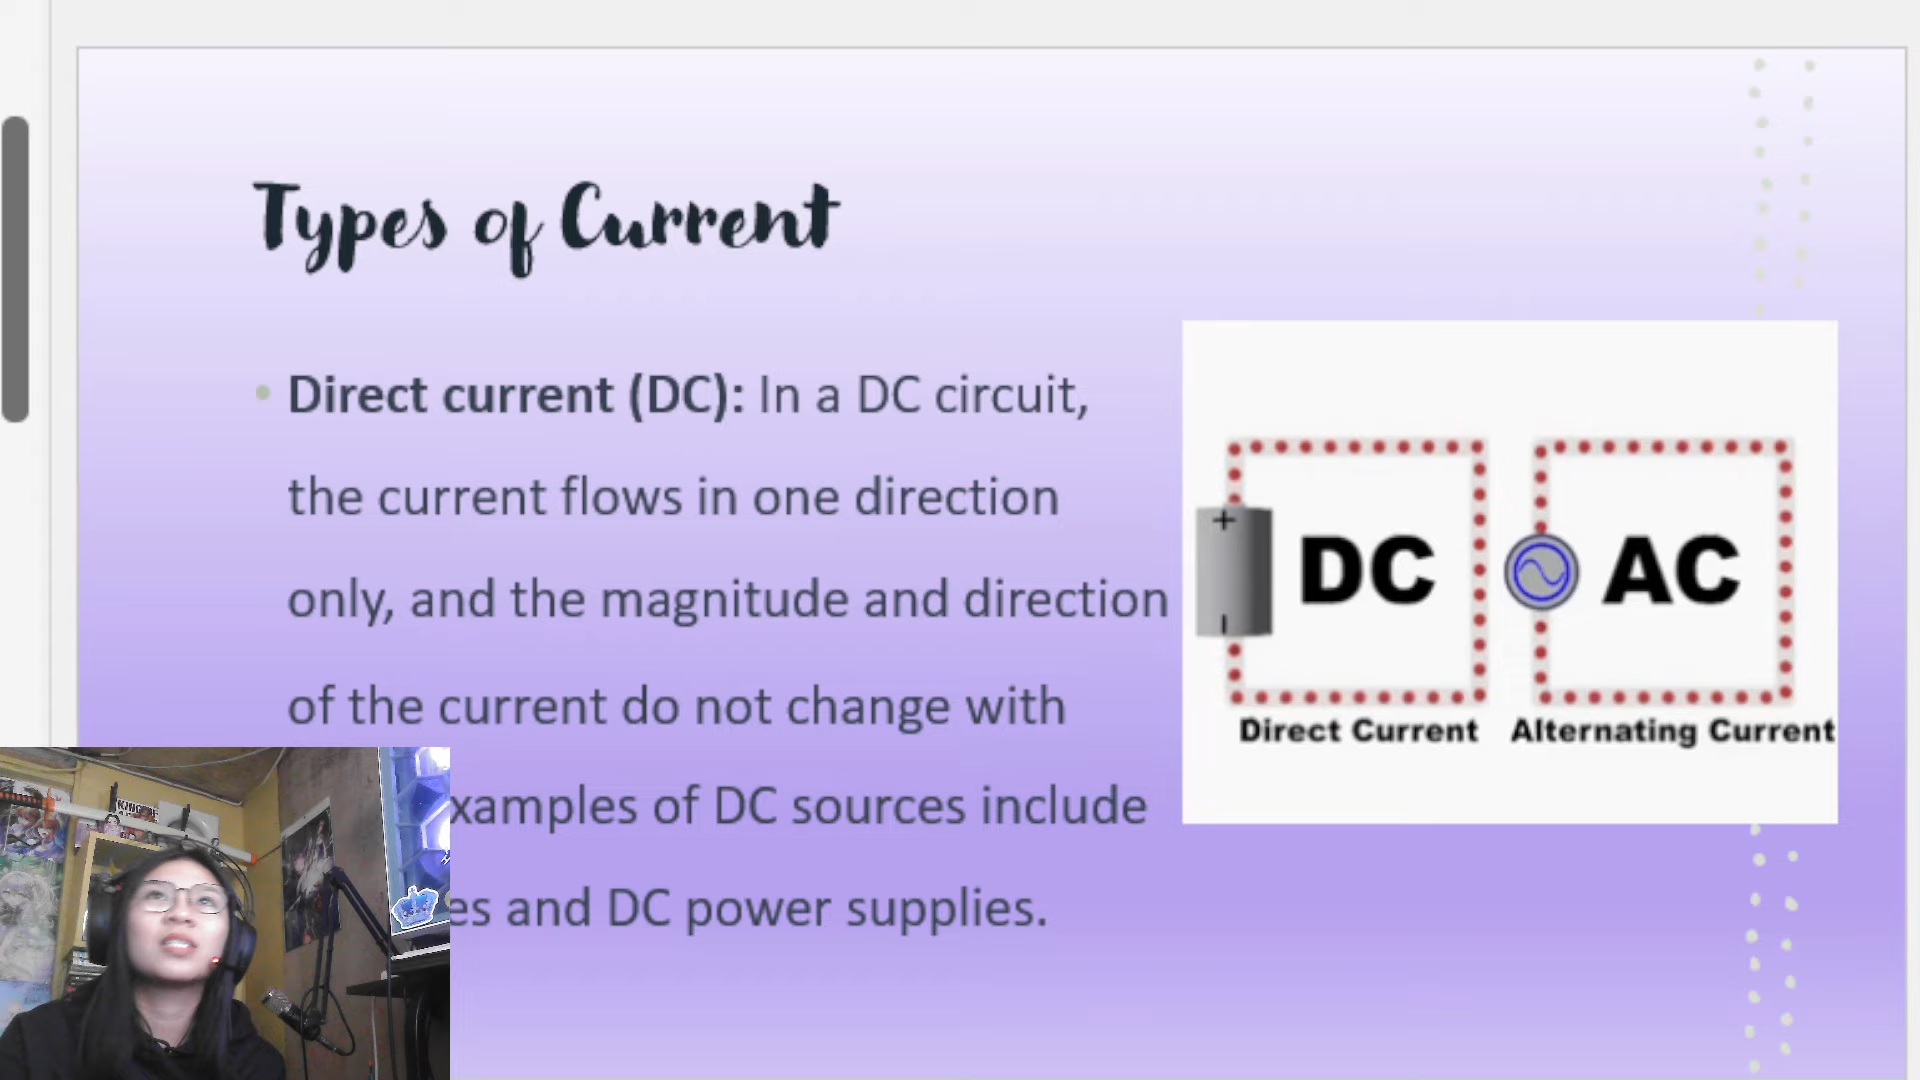 Types of Current
Direct current (DC): In a DC circuit,
the current flows in one direction
only, and the magnitude and direction
of the current do not change with
xamples of DC sources include
es and DC power supplies.
+
DC
AC
Direct Current
Alternating Current